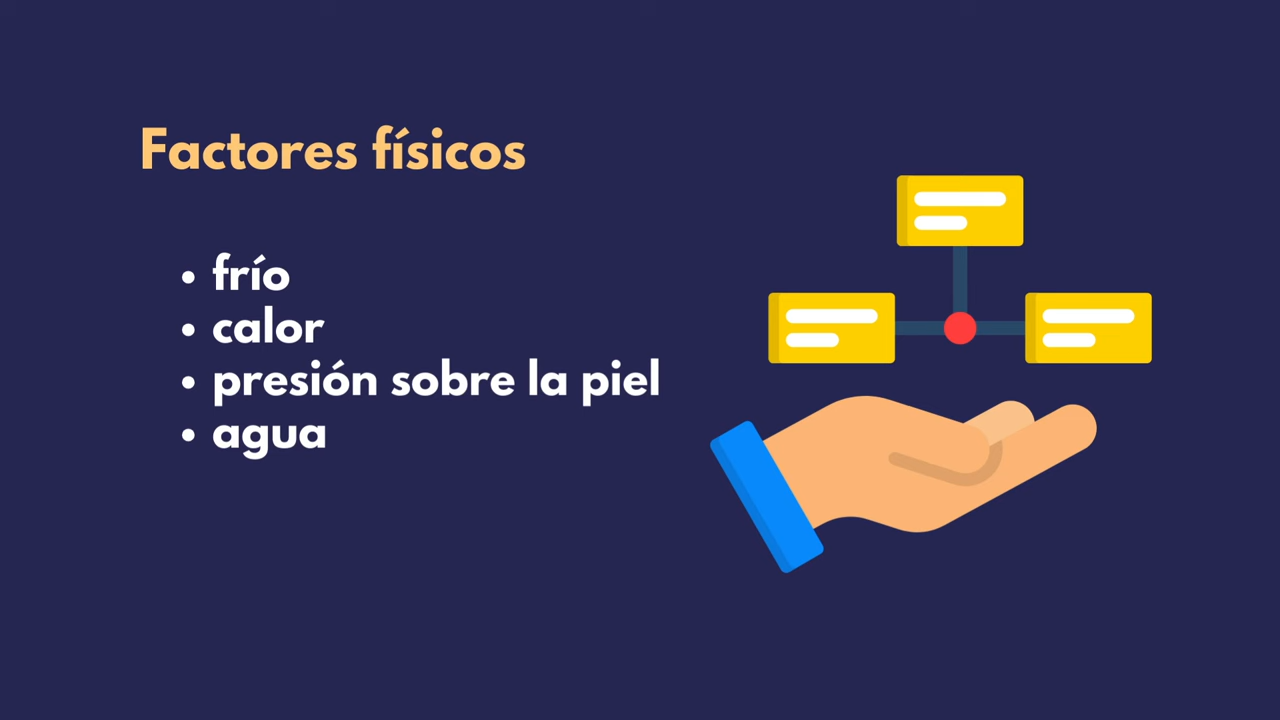 Factores físicos
• frío
• calor
• presión sobre la piel
• agua